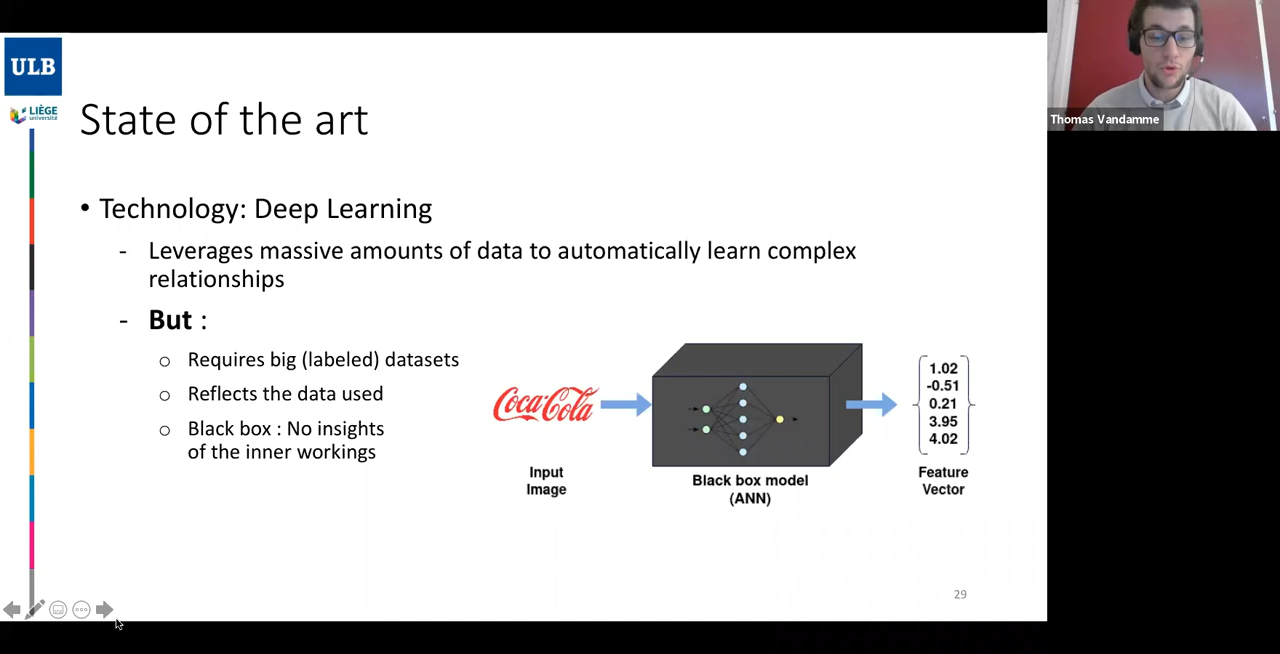 ULB
LIÈGE
université
State of the art
• Technology: Deep Learning
- Leverages massive amounts of data to automatically learn complex
relationships
- But :
o Requires big (labeled) datasets
o Reflects the data used
o Black box : No insights
of the inner workings
Coca-Cola
Input
Image
Black box model
(ANN)
1.02
-0.51
0.21
3.95
4.02
Feature
Vector
29
Thomas Vandamme